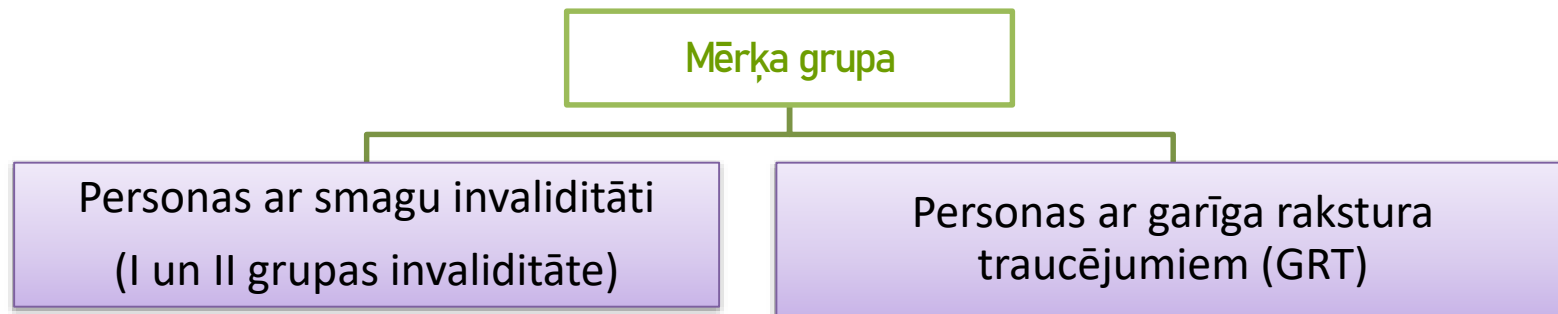 Mērķa grupa
Personas ar smagu invaliditāti
(I un II grupas invaliditāte)
Personas ar garīga rakstura
traucējumiem (GRT)